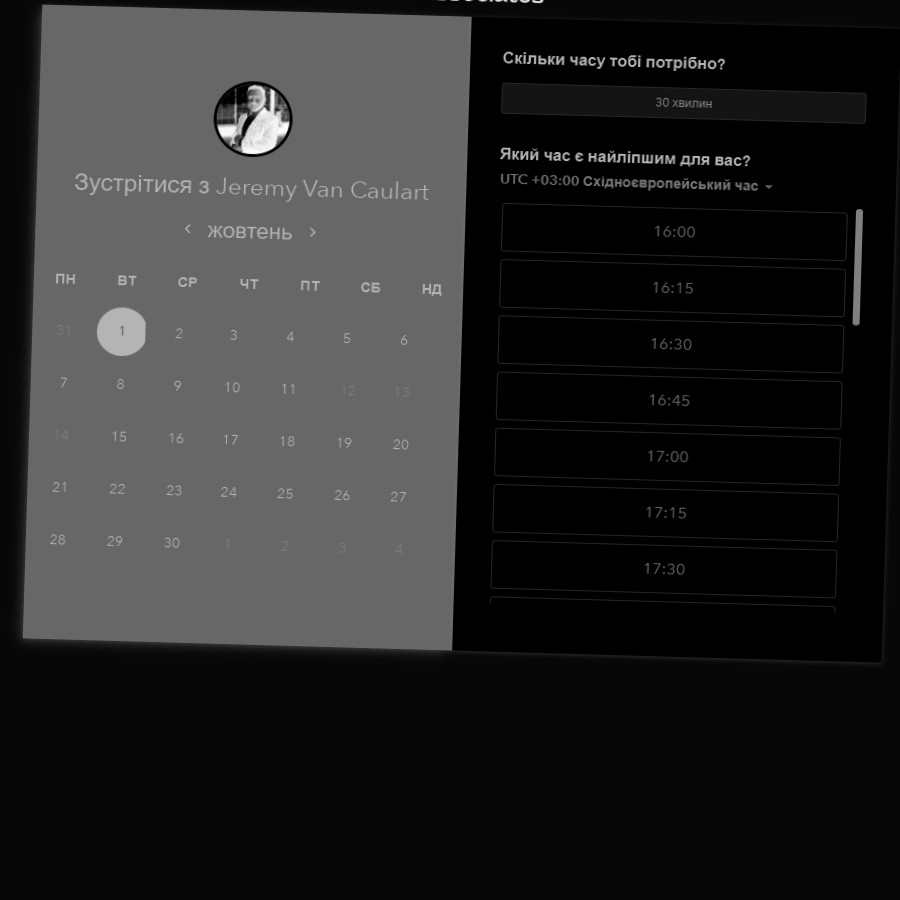 Зустрітися з Jeremy Van Caulart
жовтень
ПН ВТ СР ЧТ ПТ СБ НД
31 1 2 3 4 5 6
7 8 9 10 11 12 13
14 15 16 17 18 19 20
21 22 23 24 25 26 27
28 29 30 1 2 3 4
Скільки часу тобі потрібно?
30 хвилин
Який час є найліпшим для вас?
UTC +03:00 Східноєвропейський час
16:00
16:15
16:30
16:45
17:00
17:15
17:30